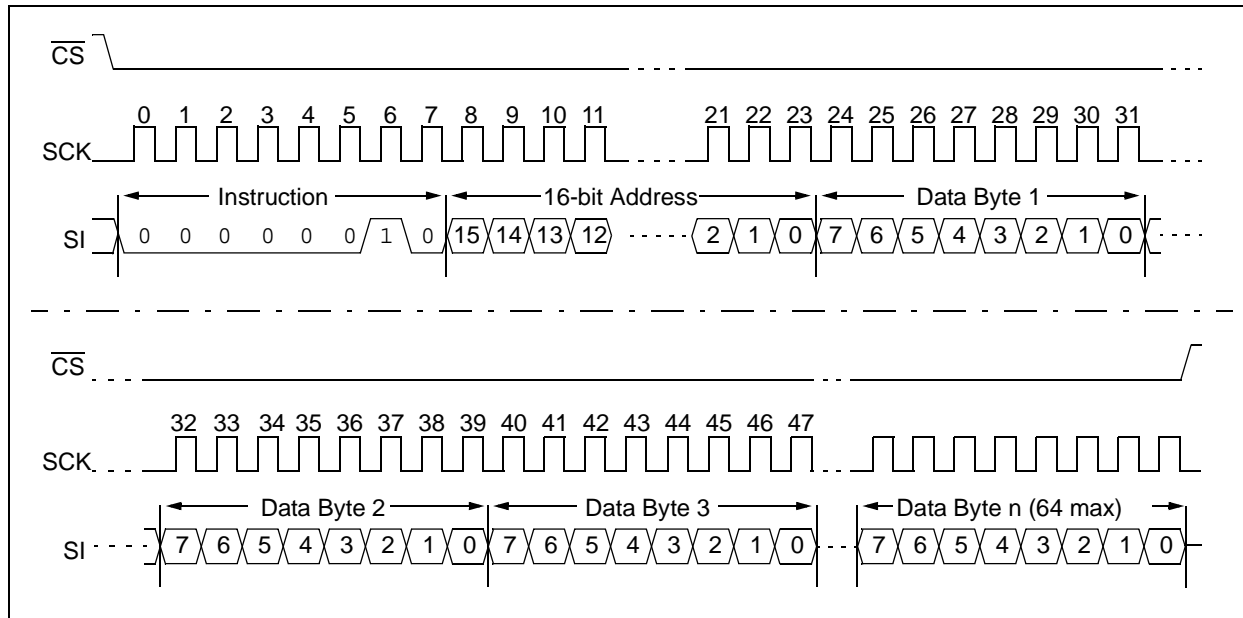 CS
0 1 2 3 4 5 6 7 8 9 10 11 21 22 23 24 25 26 27 28 29 30 31
SCK
Instruction 16-bit Address Data Byte 1
SI 0 0 0 0 0 0 1 0 15 14 13 12 2 1 0 7 6 5 4 3 2 1 0
CS
32 33 34 35 36 37 38 39 40 41 42 43 44 45 46 47
SCK
Data Byte 2 Data Byte 3 Data Byte n (64 max)
SI 7 6 5 4 3 2 1 0 7 6 5 4 3 2 1 0 7 6 5 4 3 2 1 0